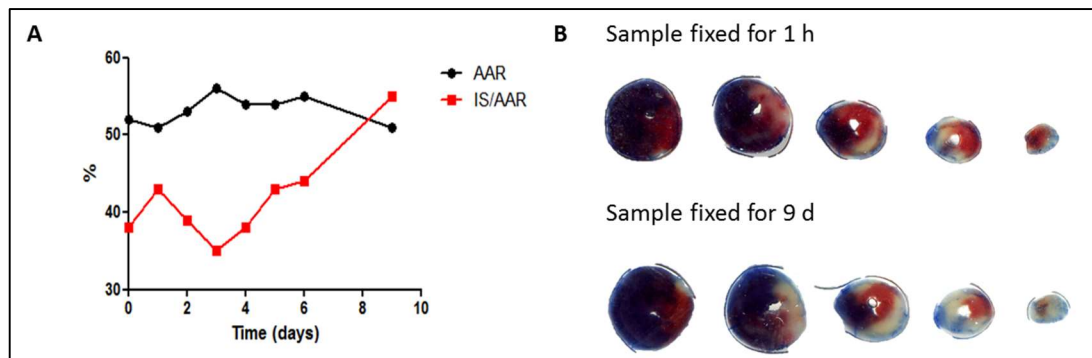 A
60
50
40
30
%
0 2 4 6 8 10
Time (days)
AAR
IS/AAR
B
Sample fixed for 1 h
Sample fixed for 9 d